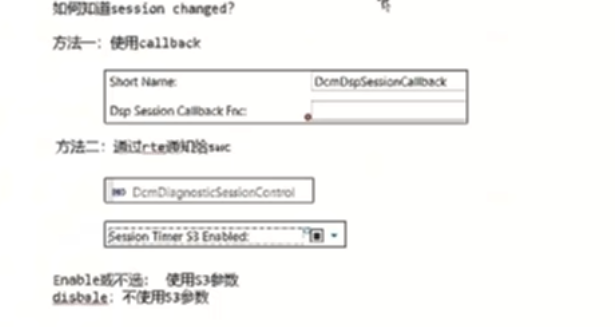 如何知道session changed?
方法一：使用callback
Short Name: DcmDspSessionCallback
Dsp Session Callback Fnc:
方法二：通过rte通知给swc
DcmDiagnosticSessionControl
Session Timer S3 Enabled:
Enable或不选： 使用S3参数
disbale：不使用S3参数